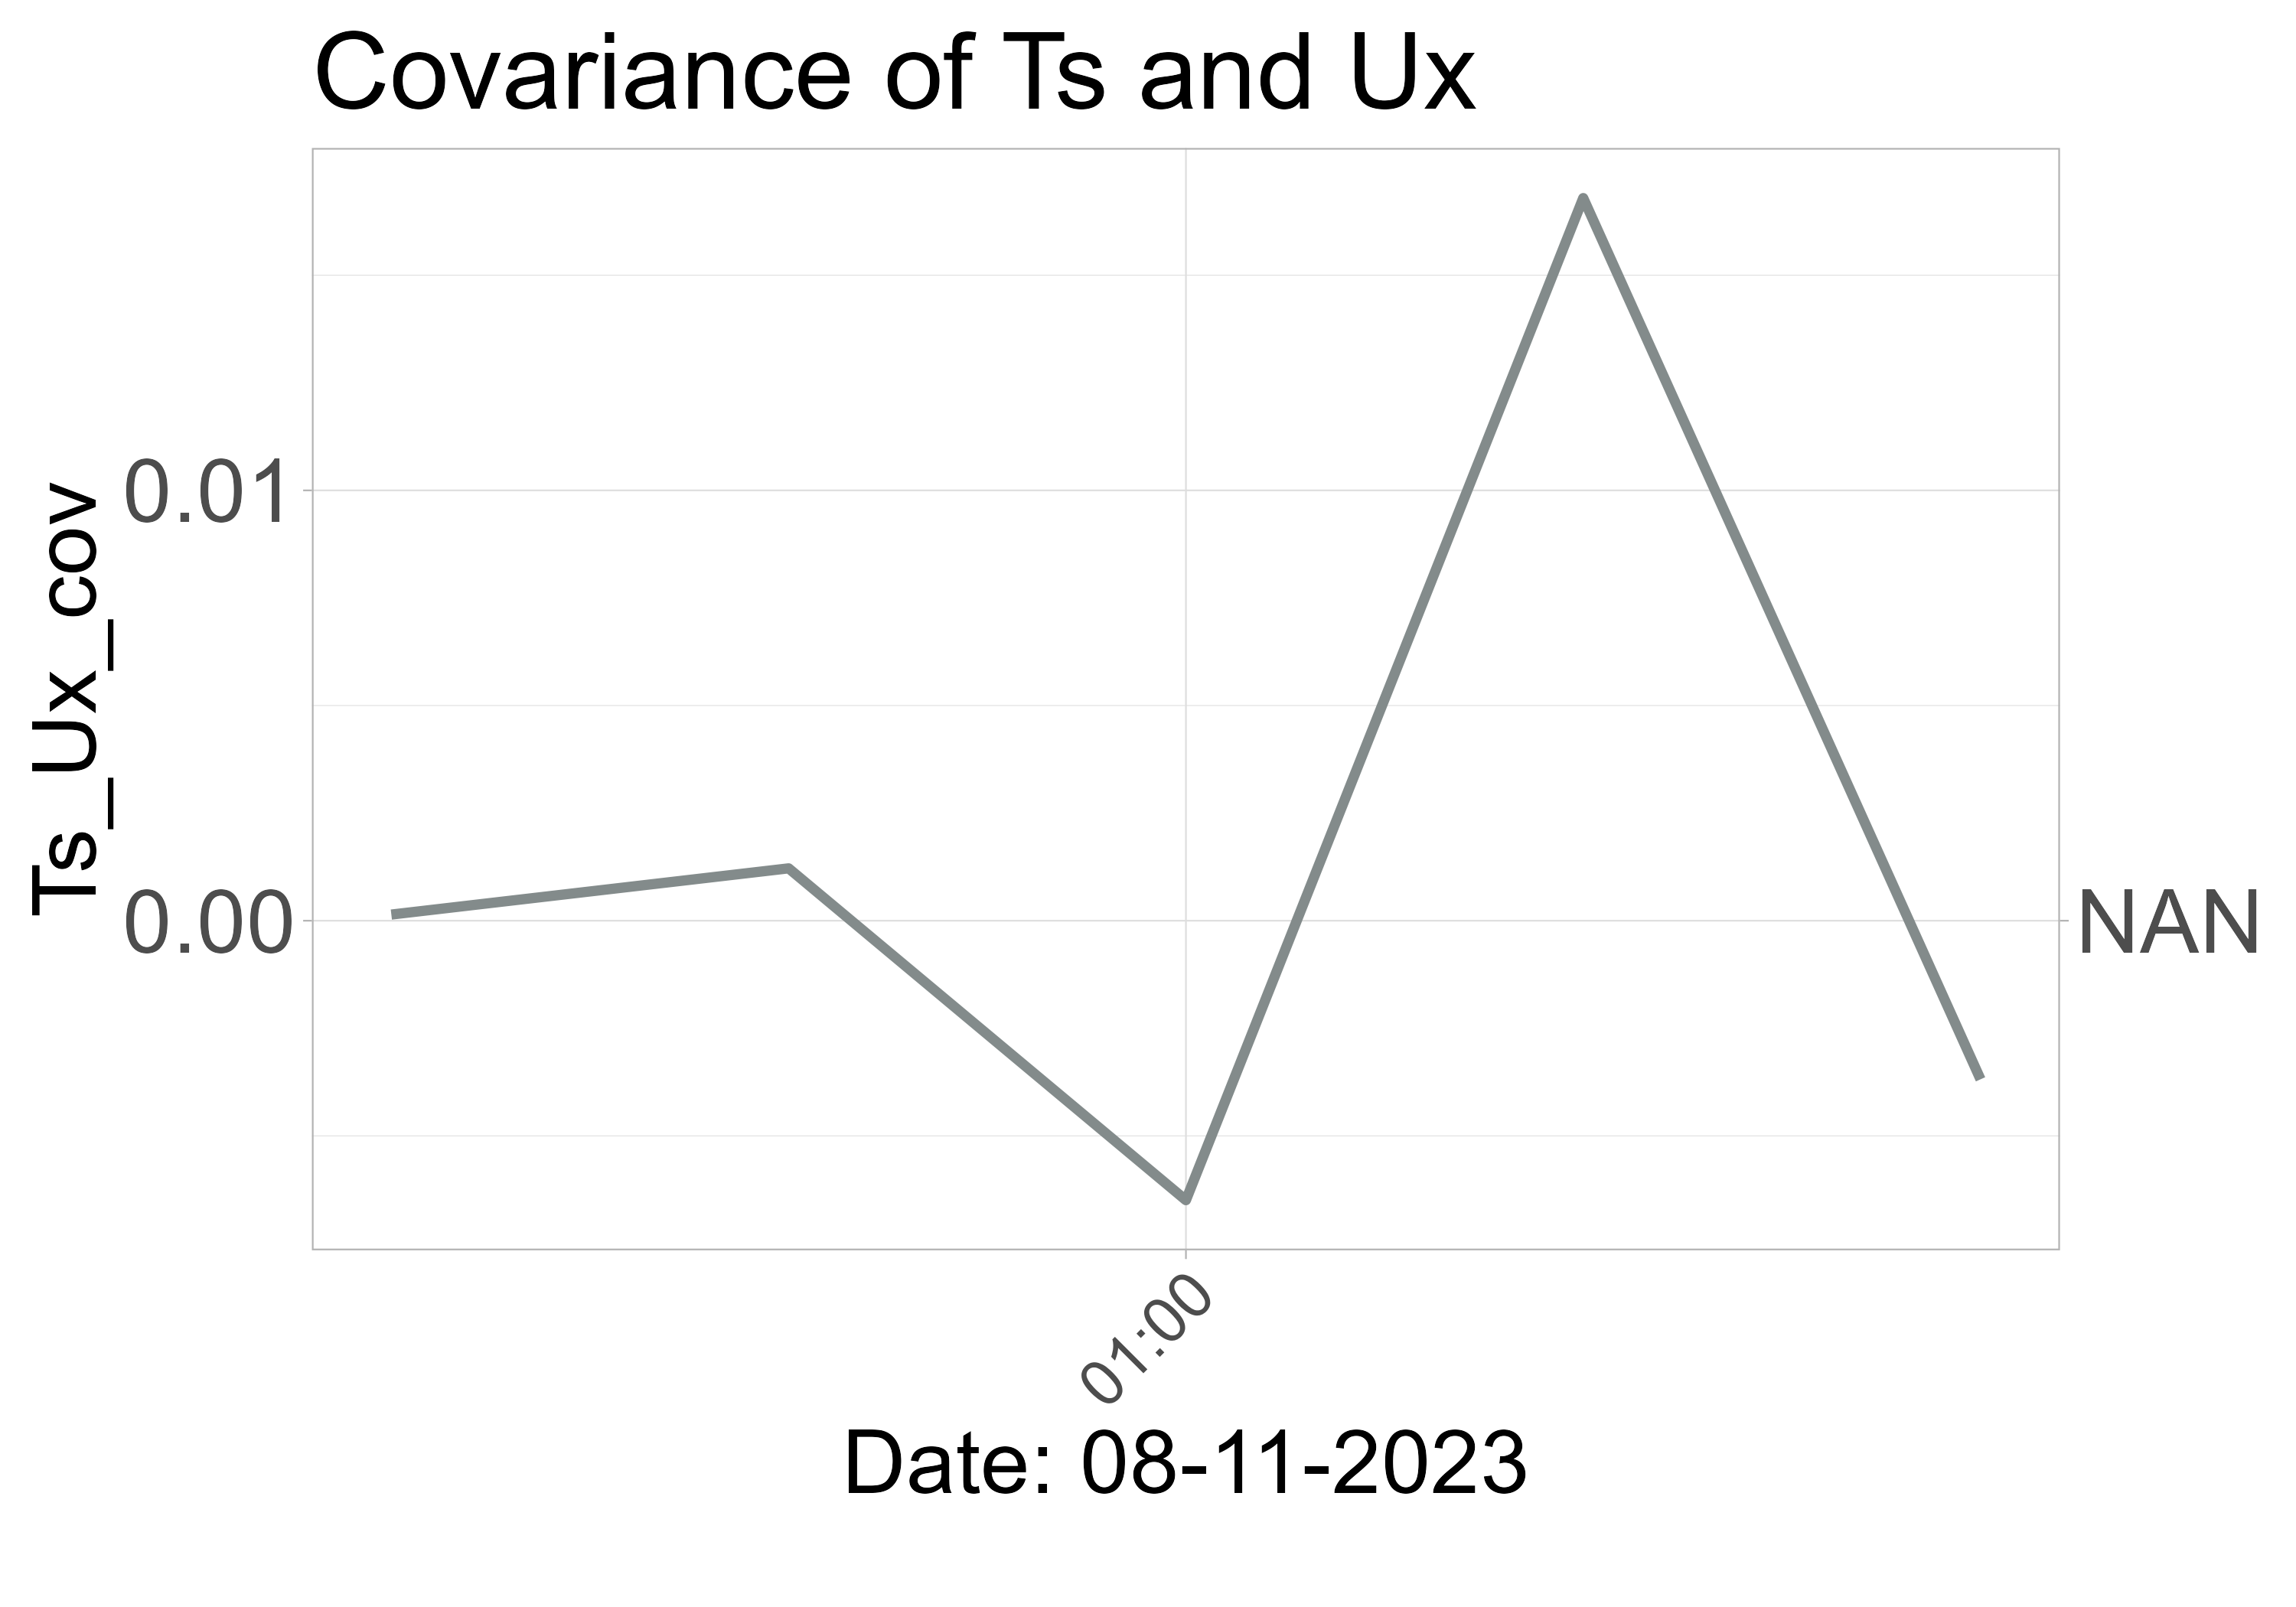 Covariance of Ts and Ux
Ts_Ux_cov
0.01
0.00
NAN
01:00
Date: 08-11-2023